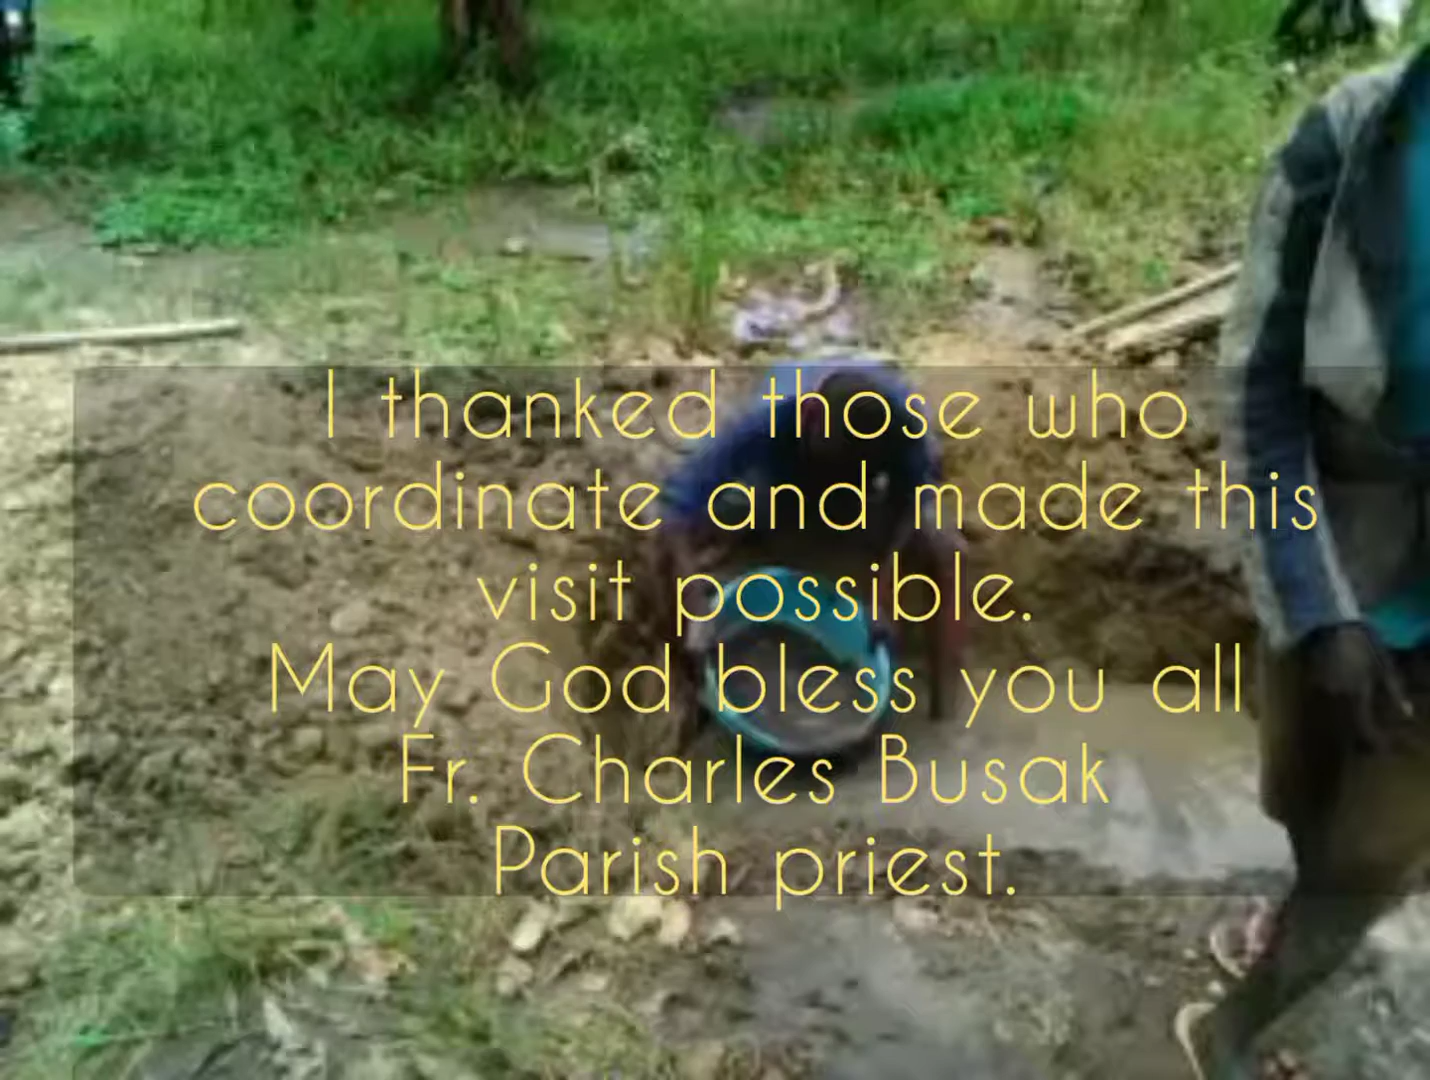 I thanked those who
coordinate and made this
visit possible.
May God bless you all
Fr. Charles Busak
Parish priest.